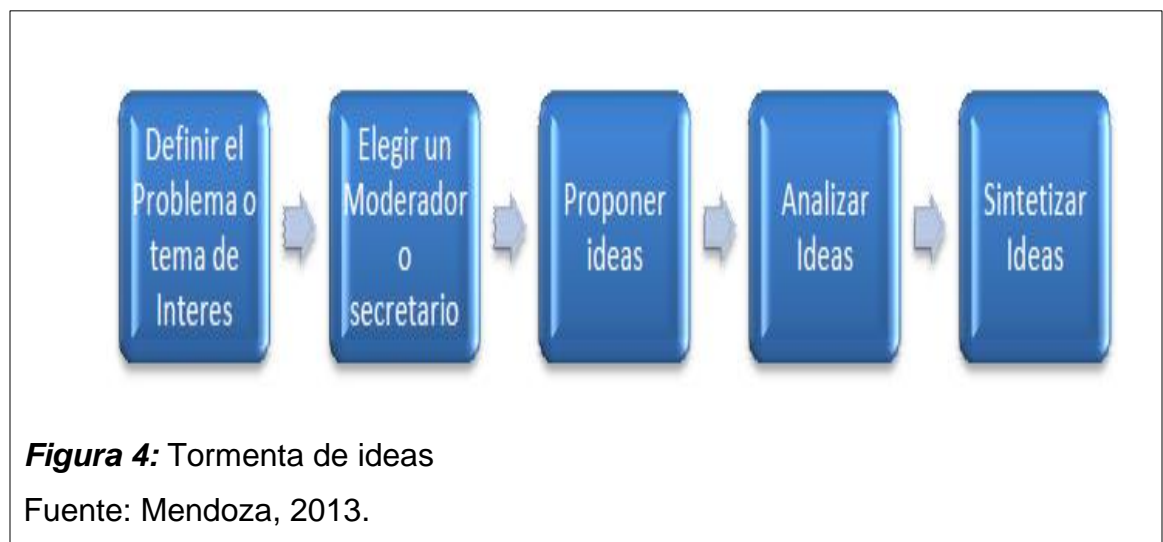 Definir el
Problema o
tema de
Interes
Elegir un
Moderador
o
secretario
Proponer
ideas
Analizar
Ideas
Sintetizar
Ideas
Figura 4: Tormenta de ideas
Fuente: Mendoza, 2013.